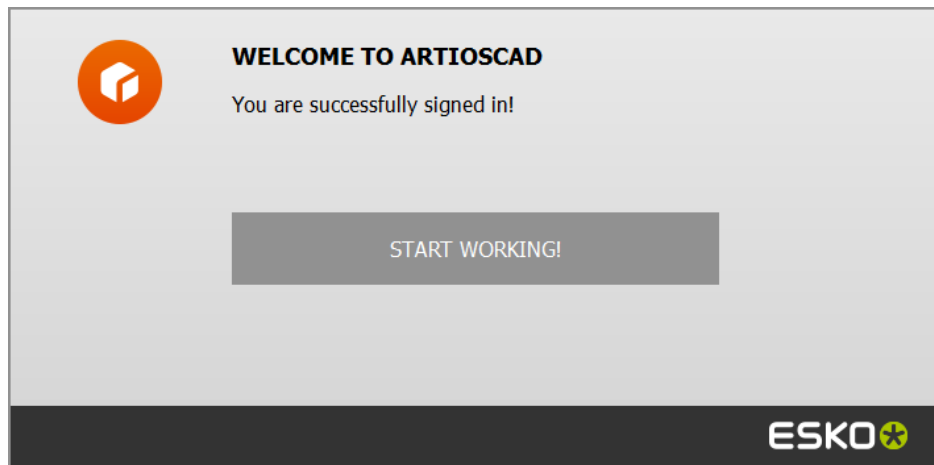 WELCOME TO ARTIOSCAD
You are successfully signed in!
START WORKING!
ESKO